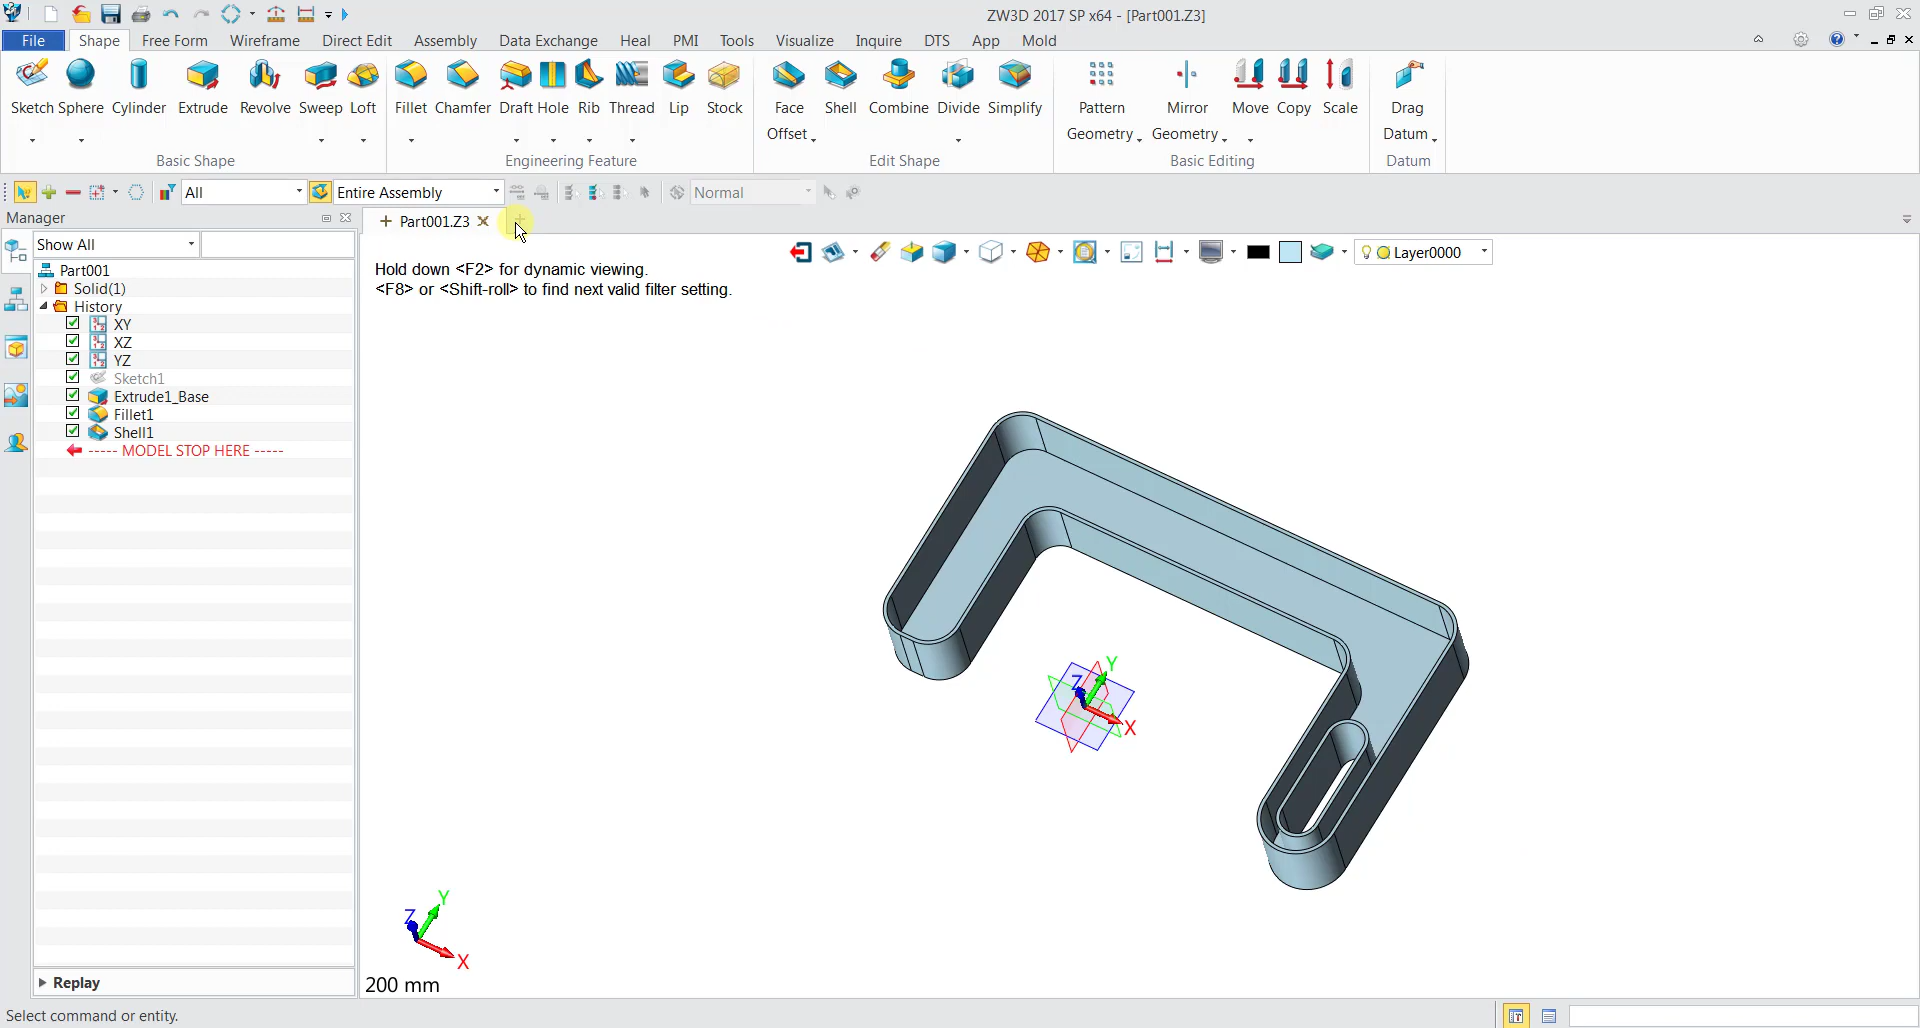 ZW3D 2017 SP x64 - [Part001.Z3]
File Shape Free Form Wireframe Direct Edit Assembly Data Exchange Heal PMI Tools Visualize Inquire DTS App Mold
Sketch Sphere Cylinder Extrude Revolve Sweep Loft Fillet Chamfer Draft Hole Rib Thread Lip Stock Face Shell Combine Divide Simplify Pattern Mirror Move Copy Scale Drag
Offset Geometry Geometry Datum
Basic Shape Engineering Feature Edit Shape Basic Editing Datum
All Entire Assembly Normal
Manager
Part001.Z3
Show All
Layer0000
Hold down <F2> for dynamic viewing.
<F8> or <Shift-roll> to find next valid filter setting.
Part001
Solid(1)
History
XY
XZ
YZ
Sketch1
Extrude1_Base
Fillet1
Shell1
----- MODEL STOP HERE -----
Y
Z
X
Y
Z
X
200 mm
Replay
Select command or entity.